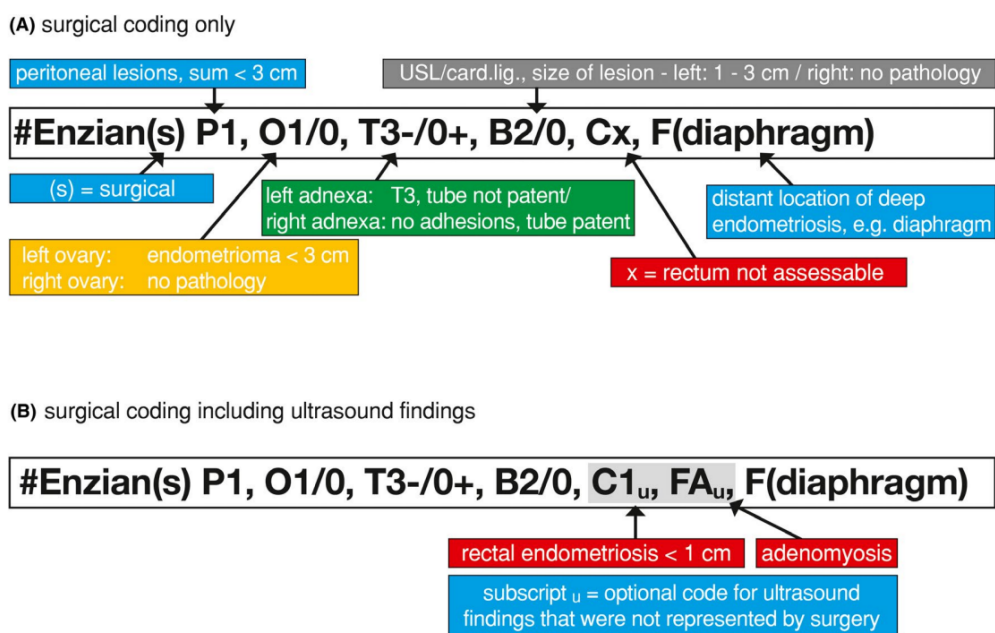 (A) surgical coding only
peritoneal lesions, sum < 3 cm
USL/card.lig., size of lesion - left: 1 - 3 cm / right: no pathology
#Enzian(s) P1, O1/0, T3-/0+, B2/0, Cx, F(diaphragm)
(s) = surgical
left adnexa: T3, tube not patent/
right adnexa: no adhesions, tube patent
distant location of deep
endometriosis, e.g. diaphragm
left ovary: endometrioma < 3 cm
right ovary: no pathology
x = rectum not assessable
(B) surgical coding including ultrasound findings
#Enzian(s) P1, O1/0, T3-/0+, B2/0, C1u, FAu, F(diaphragm)
rectal endometriosis < 1 cm
adenomyosis
subscript u = optional code for ultrasound
findings that were not represented by surgery